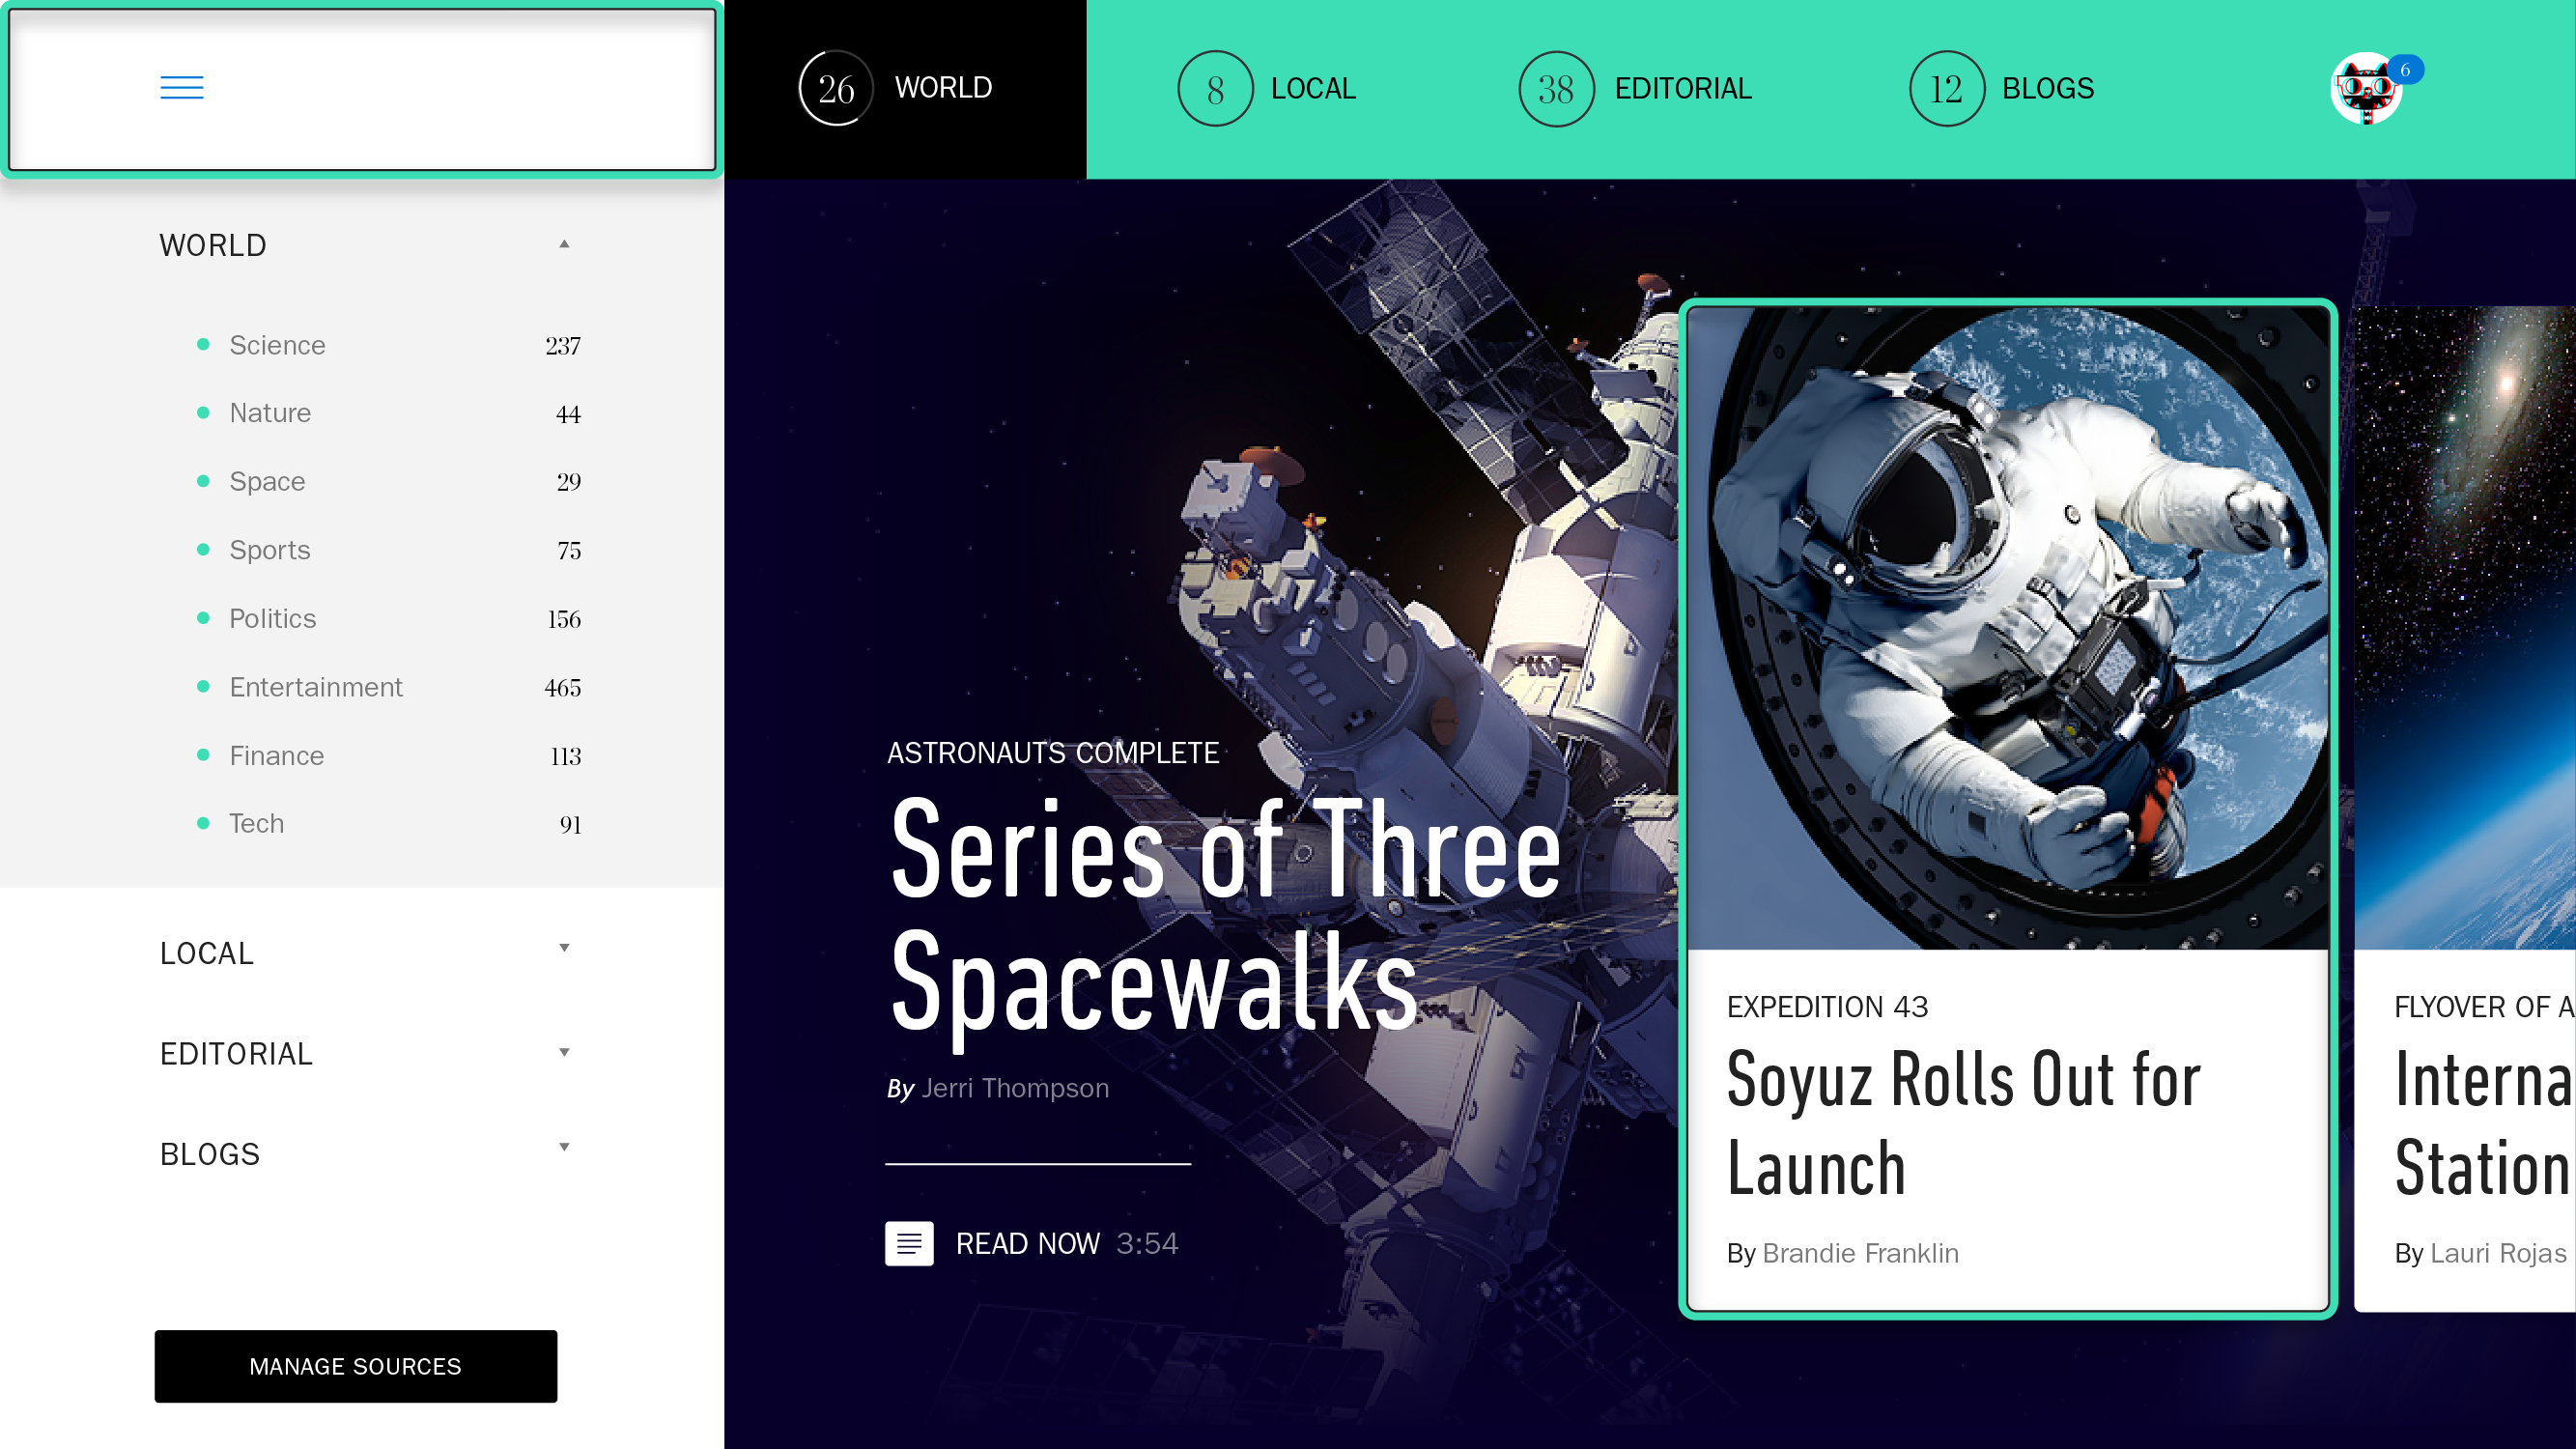 26 WORLD
8 LOCAL
38 EDITORIAL
12 BLOGS
6
WORLD
Science 237
Nature 44
Space 29
Sports 75
Politics 156
Entertainment 465
Finance 113
Tech 91
LOCAL
EDITORIAL
BLOGS
MANAGE SOURCES
ASTRONAUTS COMPLETE
Series of Three
Spacewalks
By Jerri Thompson
READ NOW 3:54
EXPEDITION 43
Soyuz Rolls Out for
Launch
By Brandie Franklin
FLYOVER OF A
Interna
Station
By Lauri Rojas